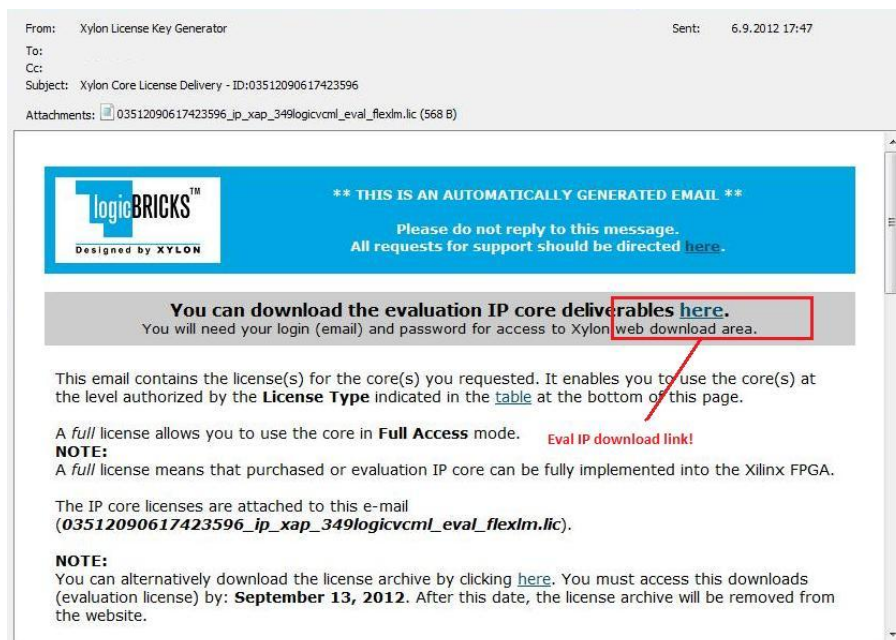 From: Xylon License Key Generator Sent: 6.9.2012 17:47
To:
Cc:
Subject: Xylon Core License Delivery - ID:03512090617423596
Attachments: 03512090617423596_ip_xap_349logicvcml_eval_flexlm.lic (568 B)
logicBRICKS™
Designed by XYLON
** THIS IS AN AUTOMATICALLY GENERATED EMAIL **
Please do not reply to this message.
All requests for support should be directed here.
You can download the evaluation IP core deliverables here.
You will need your login (email) and password for access to Xylon web download area.
This email contains the license(s) for the core(s) you requested. It enables you to use the core(s) at
the level authorized by the License Type indicated in the table at the bottom of this page.
A full license allows you to use the core in Full Access mode.
Eval IP download link!
NOTE:
A full license means that purchased or evaluation IP core can be fully implemented into the Xilinx FPGA.
The IP core licenses are attached to this e-mail
(03512090617423596_ip_xap_349logicvcml_eval_flexlm.lic).
NOTE:
You can alternatively download the license archive by clicking here. You must access this downloads
(evaluation license) by: September 13, 2012. After this date, the license archive will be removed from
the website.